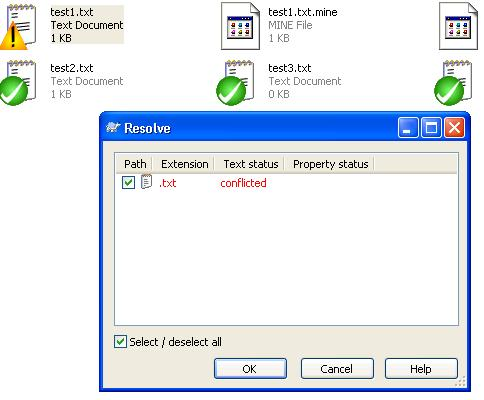 test1.txt
Text Document
1 KB
test1.txt.mine
MINE File
1 KB
test2.txt
Text Document
1 KB
test3.txt
Text Document
0 KB
Resolve
Path Extension Text status Property status
.txt conflicted
Select / deselect all
OK Cancel Help